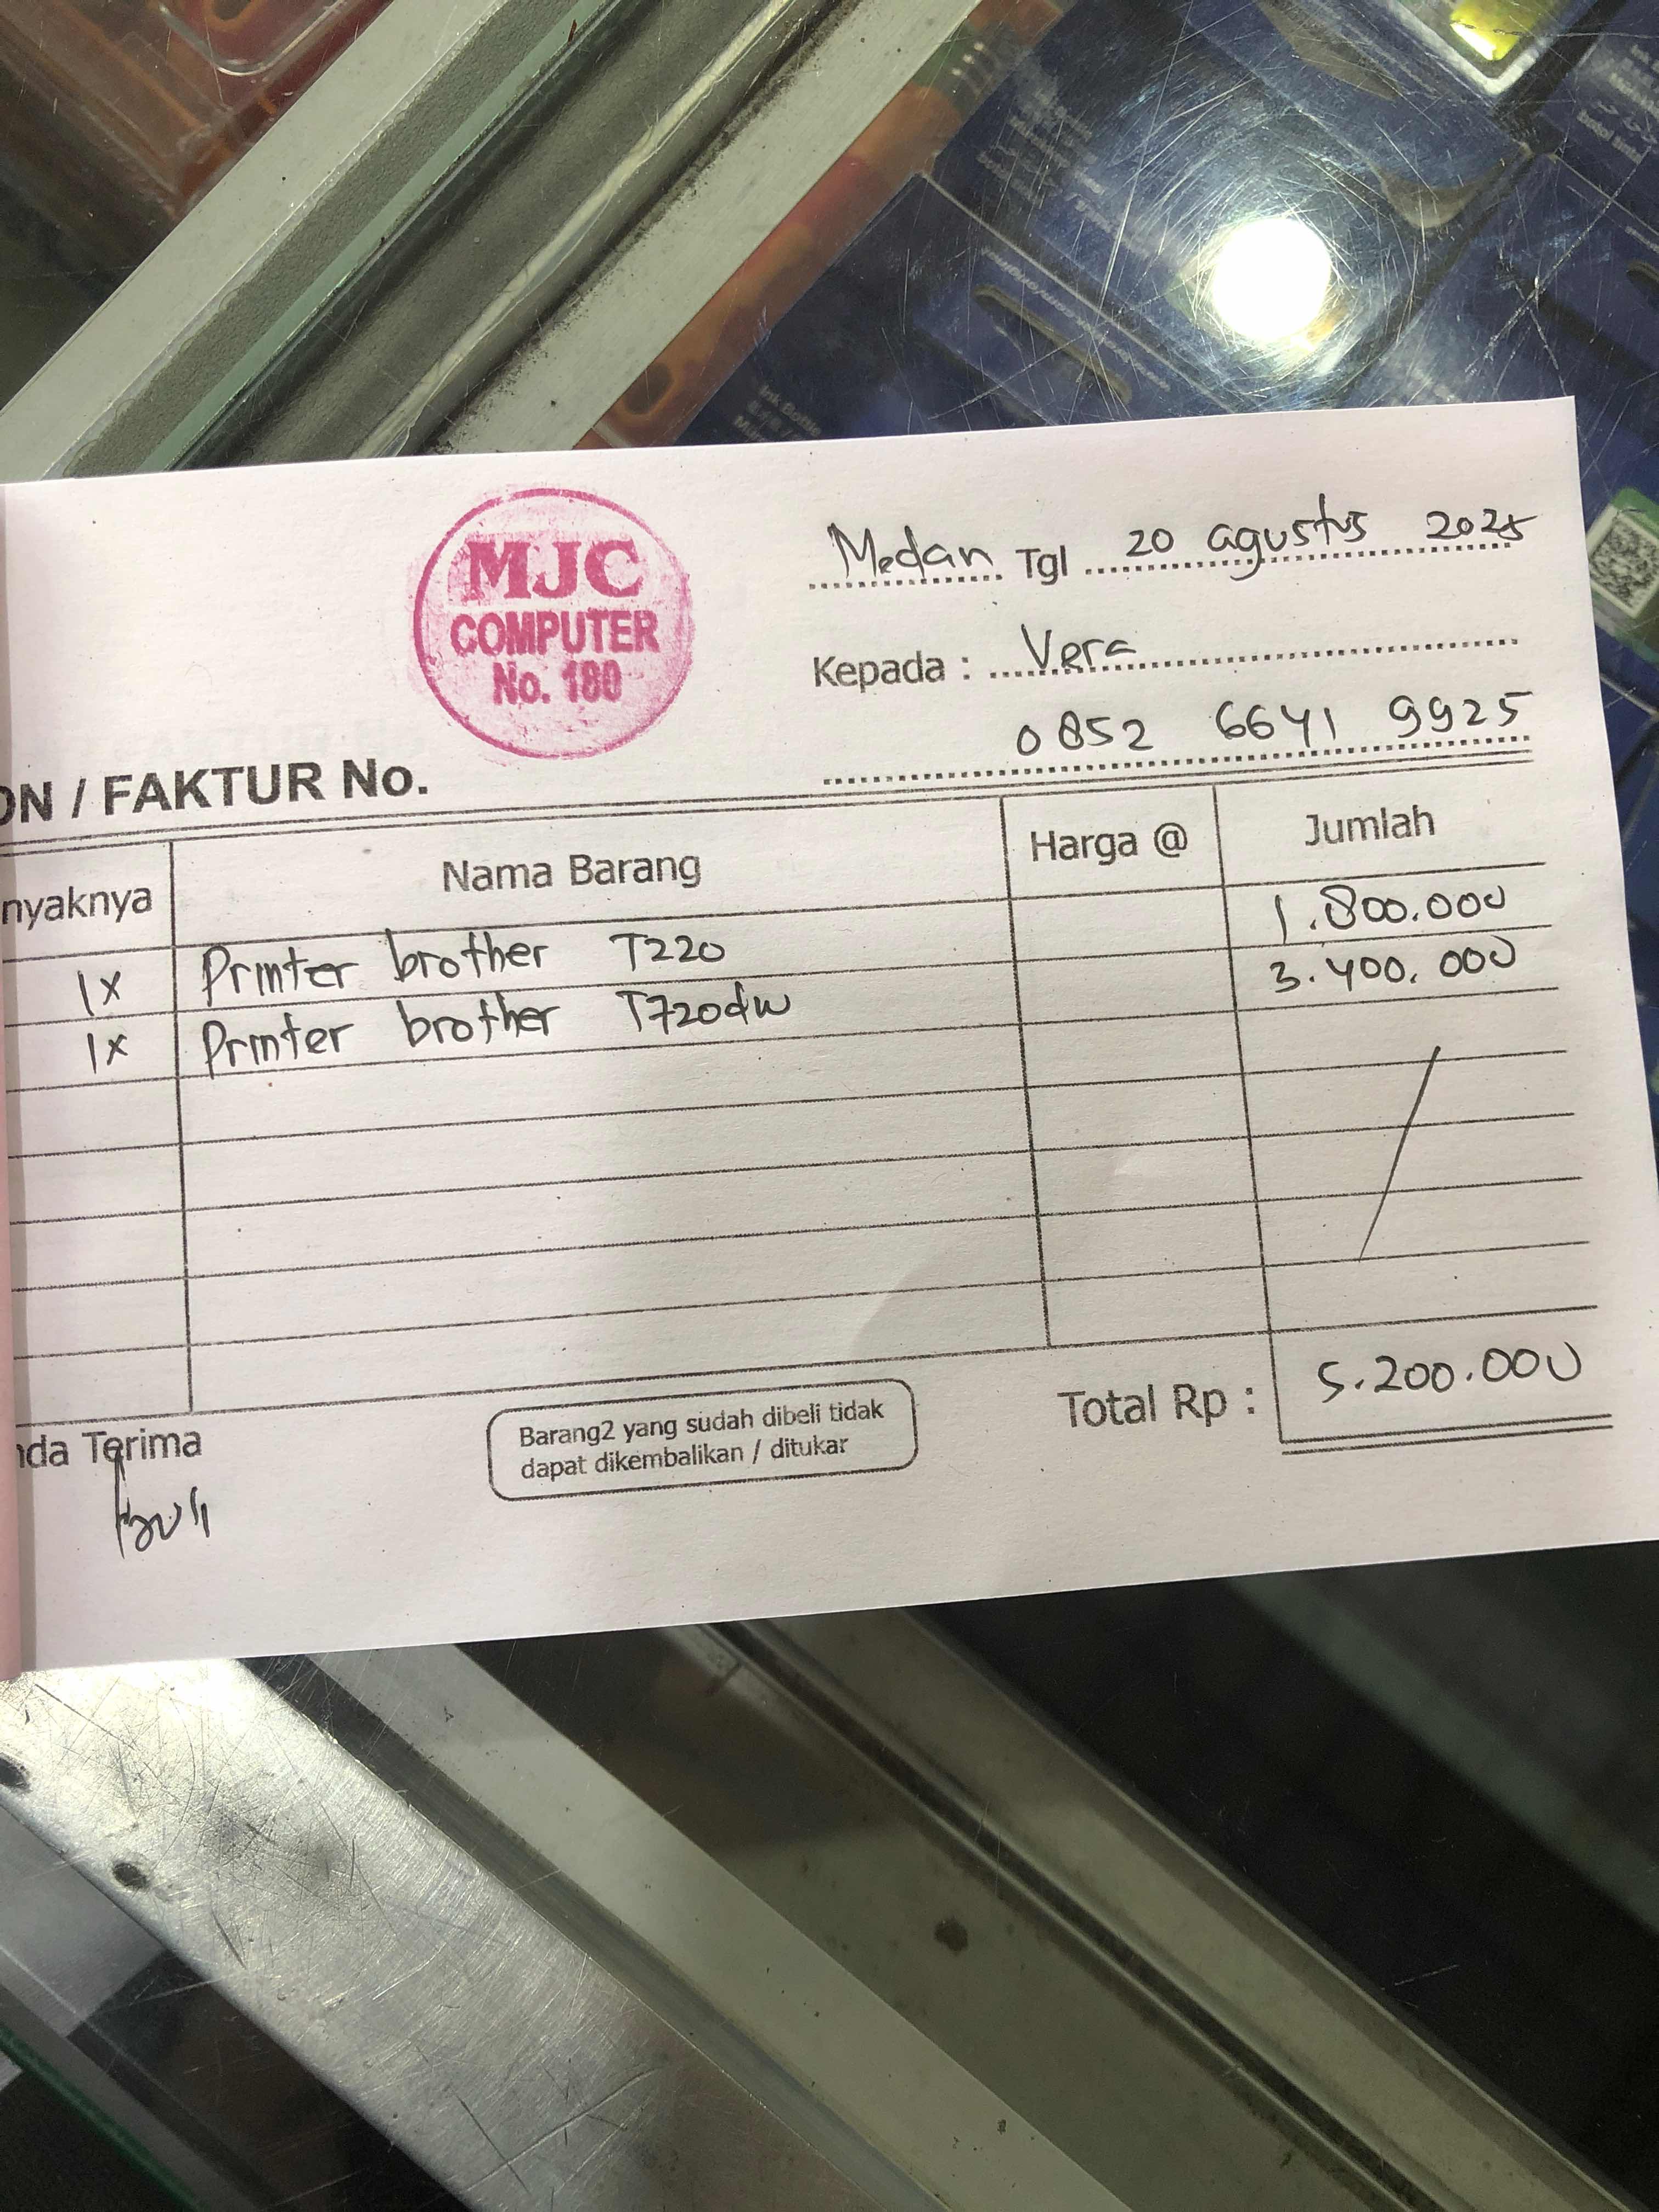 MJC
COMPUTER
No. 180
Medan Tgl 20 agustus 2025
Kepada : Vera
0852 6641 9925
ON / FAKTUR No.
nyaknya Nama Barang Harga @ Jumlah
1x Printer brother T220 1.800.000
1x Printer brother T720dw 3.400.000
Total Rp : 5.200.000
nda Terima
Barang2 yang sudah dibeli tidak
dapat dikembalikan / ditukar